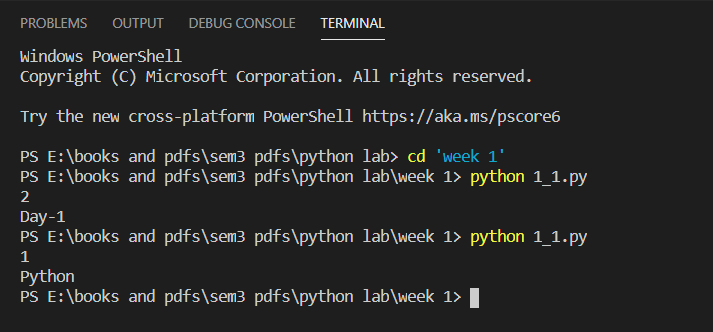 PROBLEMS OUTPUT DEBUG CONSOLE TERMINAL
Windows PowerShell
Copyright (C) Microsoft Corporation. All rights reserved.
Try the new cross-platform PowerShell https://aka.ms/pscore6
PS E:\books and pdfs\sem3 pdfs\python lab> cd 'week 1'
PS E:\books and pdfs\sem3 pdfs\python lab\week 1> python 1_1.py
2
Day-1
PS E:\books and pdfs\sem3 pdfs\python lab\week 1> python 1_1.py
1
Python
PS E:\books and pdfs\sem3 pdfs\python lab\week 1>